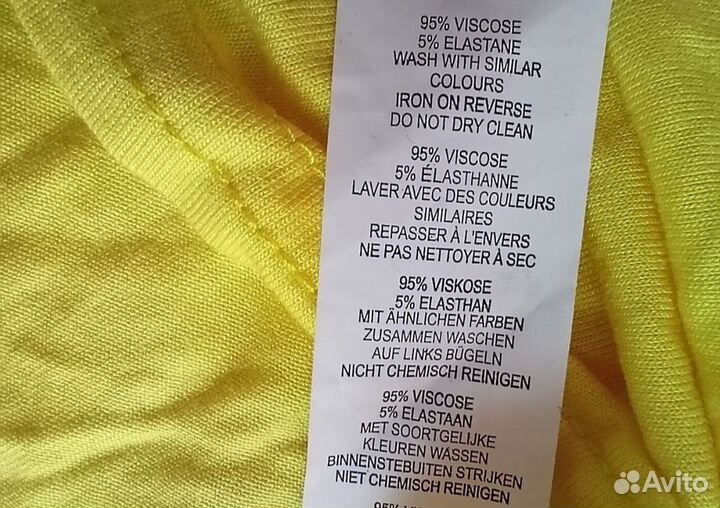 95% VISCOSE
5% ELASTANE
WASH WITH SIMILAR
COLOURS
IRON ON REVERSE
DO NOT DRY CLEAN
95% VISCOSE
5% ÉLASTHANNE
LAVER AVEC DES COULEURS
SIMILAIRES
REPASSER À L'ENVERS
NE PAS NETTOYER À SEC
95% VISKOSE
5% ELASTHAN
MIT ÄHNLICHEN FARBEN
ZUSAMMEN WASCHEN
AUF LINKS BÜGELN
NICHT CHEMISCH REINIGEN
95% VISCOSE
5% ELASTAAN
MET SOORTGELIJKE
KLEUREN WASSEN
BINNENSTEBUITEN STRIJKEN
NIET CHEMISCH REINIGEN
Avito